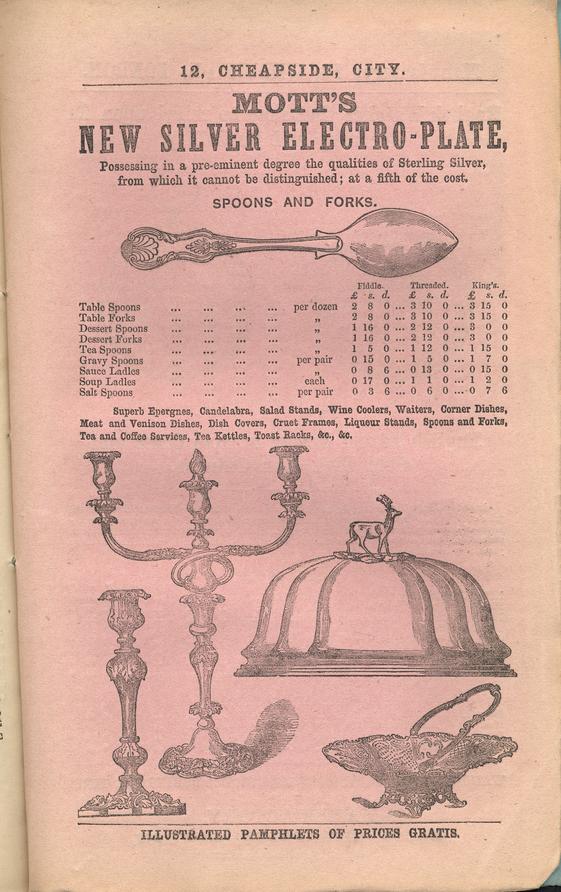 12, CHEAPSIDE, CITY.
MOTT'S
NEW SILVER ELECTRO-PLATE,
Possessing in a pre-eminent degree the qualities of Sterling Silver,
from which it cannot be distinguished; at a fifth of the cost.
SPOONS AND FORKS.
Fiddle. Threaded. King's.
£ s. d. £ s. d. £ s. d.
Table Spoons ... ... ... ... per dozen 2 8 0 ... 3 10 0 ... 3 15 0
Table Forks ... ... ... ... „ 2 8 0 ... 3 10 0 ... 3 15 0
Dessert Spoons ... ... ... ... „ 1 16 0 ... 2 12 0 ... 3 0 0
Dessert Forks ... ... ... ... „ 1 16 0 ... 2 12 0 ... 3 0 0
Tea Spoons ... ... ... ... „ 1 5 0 ... 1 12 0 ... 1 15 0
Gravy Spoons ... ... ... ... per pair 0 15 0 ... 1 5 0 ... 1 7 0
Sauce Ladles ... ... ... ... „ 0 8 6 ... 0 13 0 ... 0 15 0
Soup Ladles ... ... ... ... each 0 17 0 ... 1 1 0 ... 1 2 0
Salt Spoons ... ... ... ... per pair 0 3 6 ... 0 6 0 ... 0 7 6
Superb Epergnes, Candelabra, Salad Stands, Wine Coolers, Waiters, Corner Dishes,
Meat and Venison Dishes, Dish Covers, Cruet Frames, Liqueur Stands, Spoons and Forks,
Tea and Coffee Services, Tea Kettles, Toast Racks, &c., &c.
ILLUSTRATED PAMPHLETS OF PRICES GRATIS.